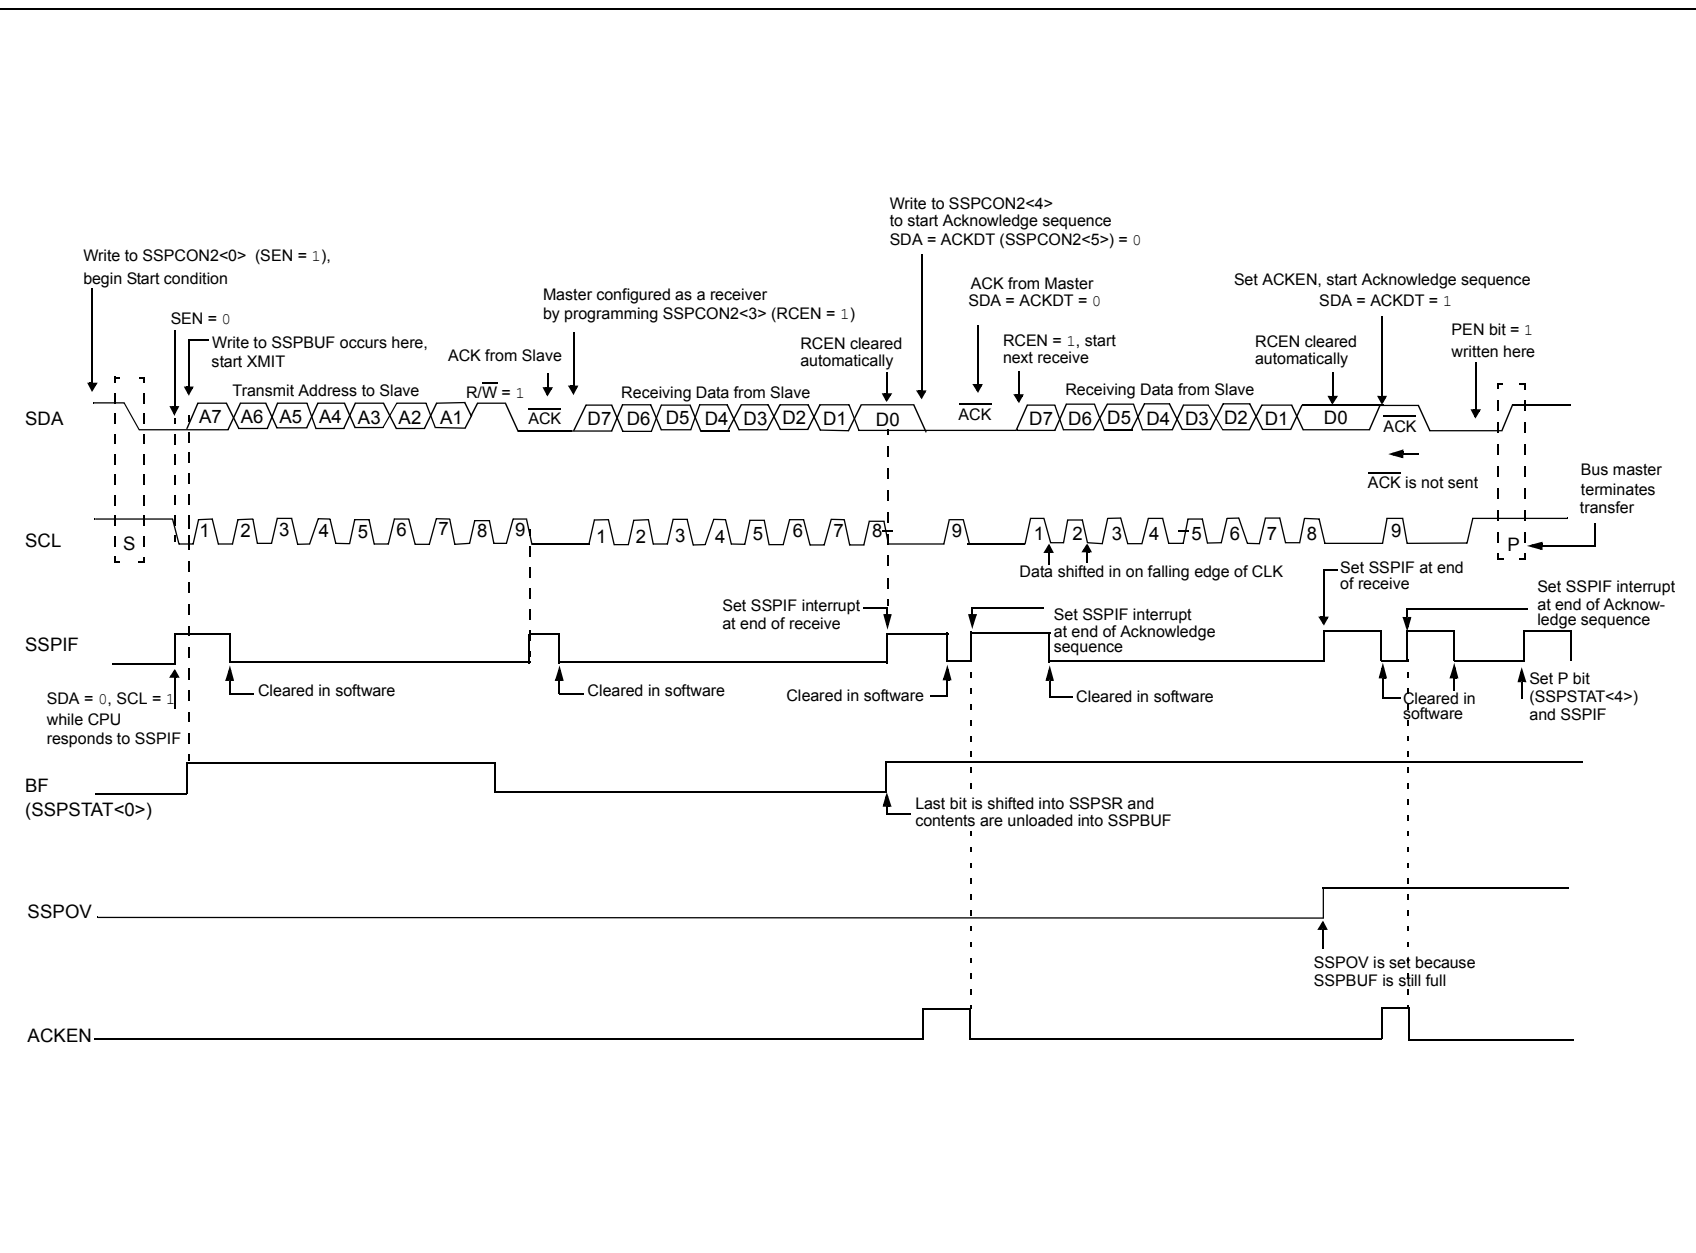 Write to SSPCON2<4>
to start Acknowledge sequence
SDA = ACKDT (SSPCON2<5>) = 0
Write to SSPCON2<0> (SEN = 1),
begin Start condition
ACK from Master
SDA = ACKDT = 0
Set ACKEN, start Acknowledge sequence
SDA = ACKDT = 1
Master configured as a receiver
by programming SSPCON2<3> (RCEN = 1)
SEN = 0
PEN bit = 1
written here
Write to SSPBUF occurs here,
start XMIT
RCEN cleared
automatically
RCEN = 1, start
next receive
RCEN cleared
automatically
ACK from Slave
Transmit Address to Slave
R/W = 1
Receiving Data from Slave
Receiving Data from Slave
SDA
A7 A6 A5 A4 A3 A2 A1 ACK D7 D6 D5 D4 D3 D2 D1 D0 ACK D7 D6 D5 D4 D3 D2 D1 D0 ACK
ACK is not sent
Bus master
terminates
transfer
SCL
S 1 2 3 4 5 6 7 8 9 1 2 3 4 5 6 7 8 9 1 2 3 4 5 6 7 8 9 P
Data shifted in on falling edge of CLK
Set SSPIF at end
of receive
Set SSPIF interrupt
at end of Acknow-
ledge sequence
Set SSPIF interrupt
at end of receive
Set SSPIF interrupt
at end of Acknowledge
sequence
SSPIF
Cleared in software
Cleared in software
Cleared in software
Cleared in software
Cleared in
software
Set P bit
(SSPSTAT<4>)
and SSPIF
SDA = 0, SCL = 1
while CPU
responds to SSPIF
BF
(SSPSTAT<0>)
Last bit is shifted into SSPSR and
contents are unloaded into SSPBUF
SSPOV
SSPOV is set because
SSPBUF is still full
ACKEN